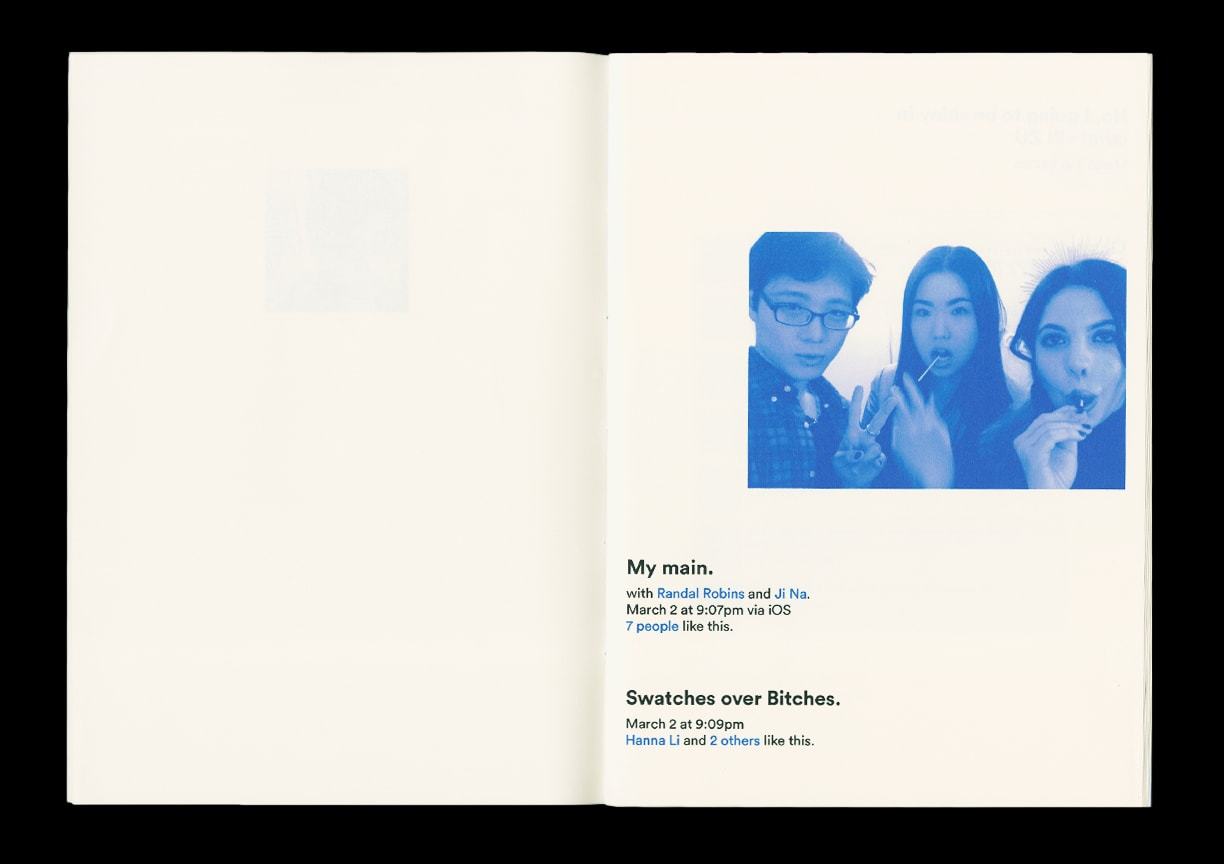 My main.
with Randal Robins and Ji Na.
March 2 at 9:07pm via iOS
7 people like this.
Swatches over Bitches.
March 2 at 9:09pm
Hanna Li and 2 others like this.